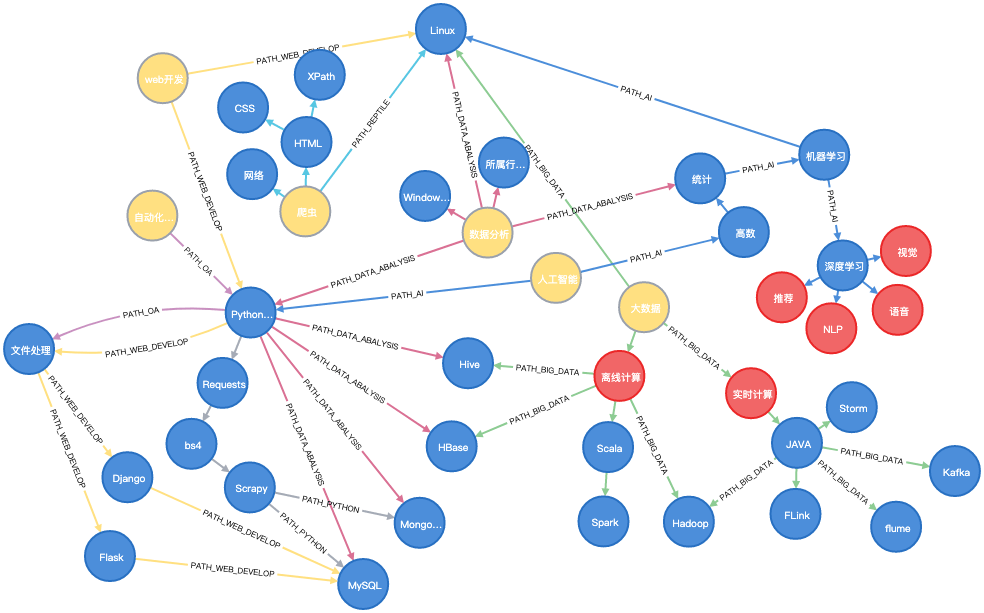 Linux
PATH_WEB_DEVELOP
XPath
web开发
PATH_AI
CSS
PATH_REPTILE
PATH_DATA_ABALYSIS
HTML
机器学习
所属行...
PATH_BIG_DATA
PATH_AI
网络
统计
Window...
PATH_WEB_DEVELOP
PATH_AI
爬虫
PATH_DATA_ABALYSIS
自动化...
数据分析
高数
PATH_OA
视觉
PATH_DATA_ABALYSIS
PATH_AI
深度学习
人工智能
PATH_AI
推荐
大数据
语音
Python...
PATH_OA
NLP
PATH_DATA_ABALYSIS
文件处理
PATH_WEB_DEVELOP
PATH_BIG_DATA
Hive
PATH_BIG_DATA
离线计算
Requests
PATH_DATA_ABALYSIS
实时计算
PATH_WEB_DEVELOP
PATH_BIG_DATA
Storm
PATH_DATA_ABALYSIS
bs4
HBase
Scala
JAVA
PATH_WEB_DEVELOP
PATH_DATA_ABALYSIS
PATH_BIG_DATA
PATH_BIG_DATA
Kafka
Django
Scrapy
PATH_BIG_DATA
PATH_BIG_DATA
PATH_PYTHON
Mongo...
Spark
Hadoop
FLink
flume
PATH_WEB_DEVELOP
PATH_PYTHON
Flask
PATH_WEB_DEVELOP
MySQL